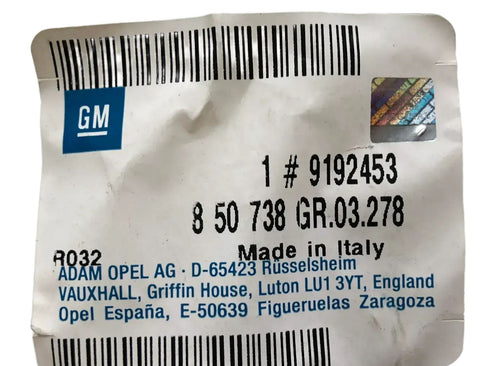 GM
1 # 9192453
8 50 738 GR.03.278
R032 Made in Italy
ADAM OPEL AG · D-65423 Rüsselsheim
VAUXHALL, Griffin House, Luton LU1 3YT, England
Opel España, E-50639 Figueruelas Zaragoza